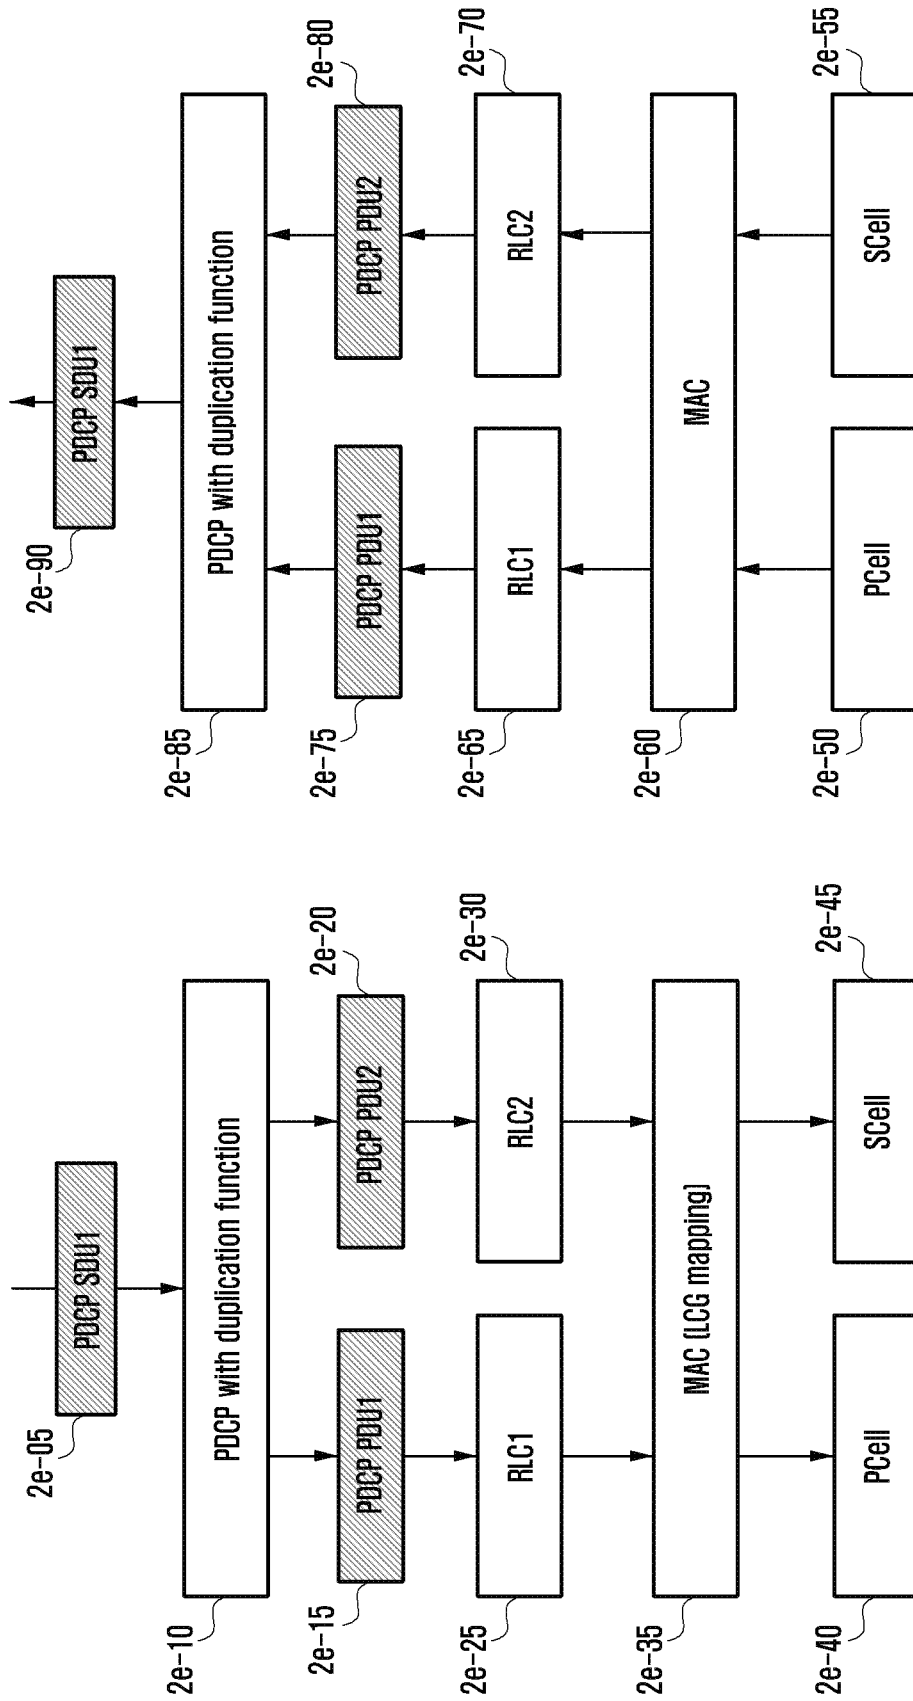 2e-05
PDCP SDU1
2e-10
PDCP with duplication function
2e-15
PDCP PDU1
PDCP PDU2
2e-20
2e-25
RLC1
RLC2
2e-30
2e-35
MAC (LCG mapping)
2e-40
PCell
SCell
2e-45
2e-90
PDCP SDU1
2e-85
PDCP with duplication function
2e-75
PDCP PDU1
PDCP PDU2
2e-80
2e-65
RLC1
RLC2
2e-70
2e-60
MAC
2e-50
PCell
SCell
2e-55